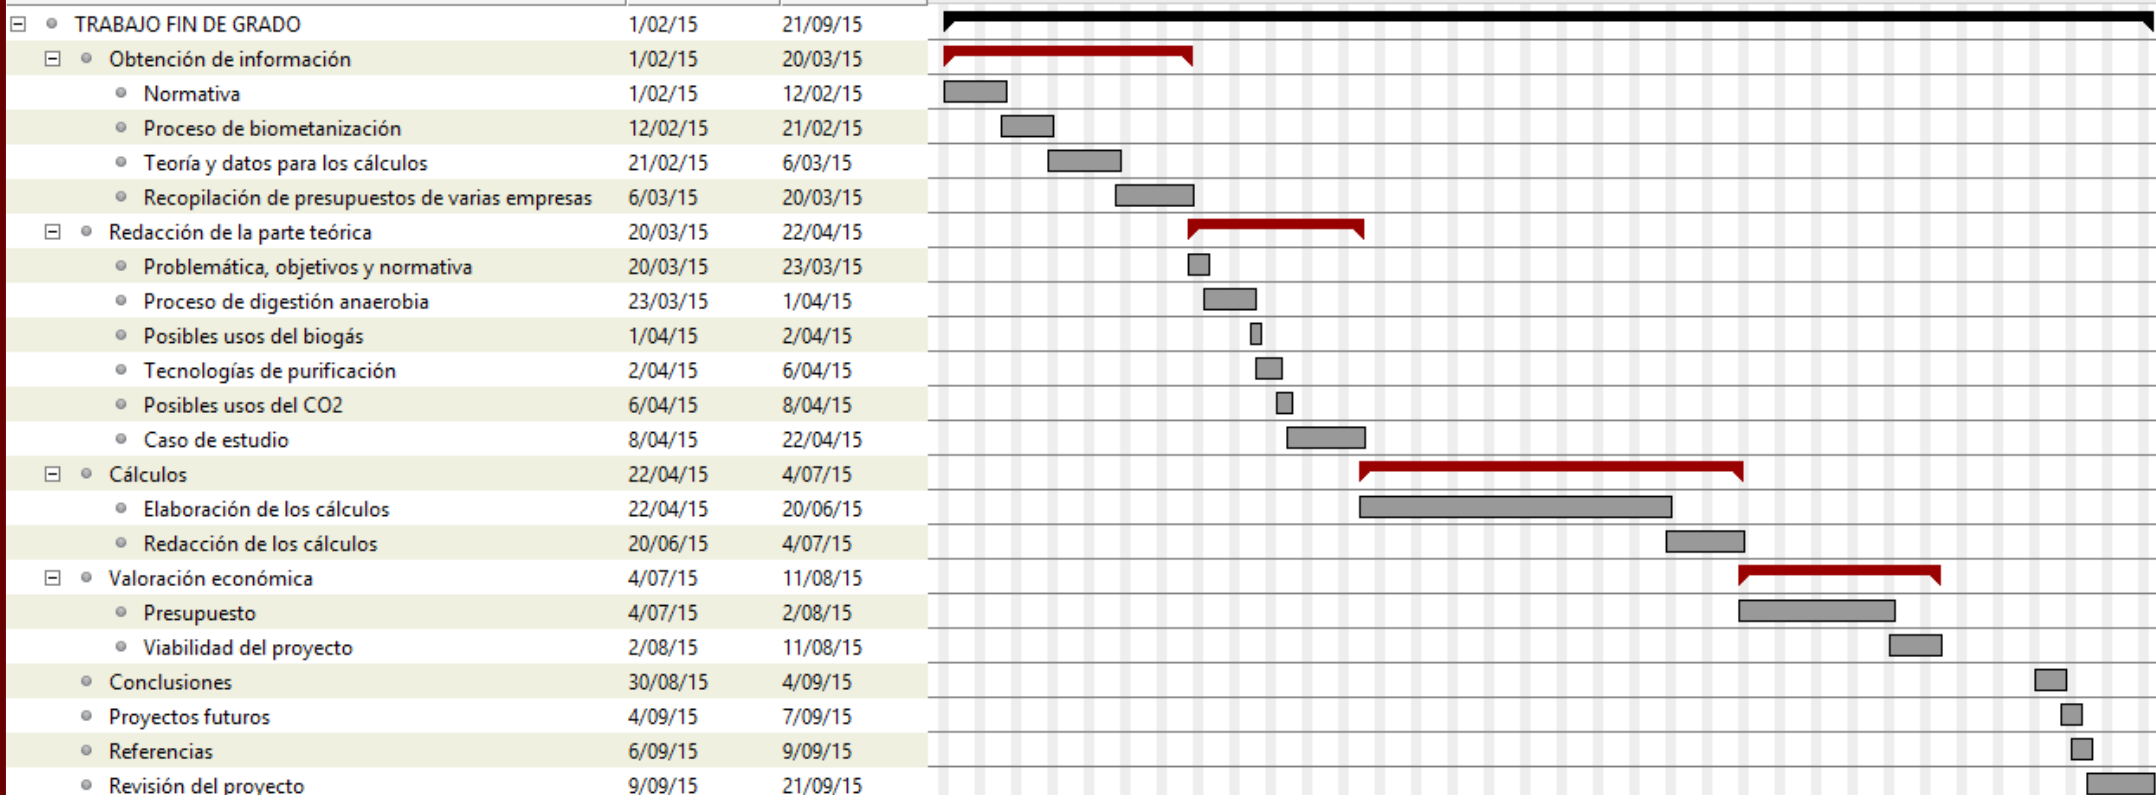 TRABAJO FIN DE GRADO 1/02/15 21/09/15
Obtención de información 1/02/15 20/03/15
Normativa 1/02/15 12/02/15
Proceso de biometanización 12/02/15 21/02/15
Teoría y datos para los cálculos 21/02/15 6/03/15
Recopilación de presupuestos de varias empresas 6/03/15 20/03/15
Redacción de la parte teórica 20/03/15 22/04/15
Problemática, objetivos y normativa 20/03/15 23/03/15
Proceso de digestión anaerobia 23/03/15 1/04/15
Posibles usos del biogás 1/04/15 2/04/15
Tecnologías de purificación 2/04/15 6/04/15
Posibles usos del CO2 6/04/15 8/04/15
Caso de estudio 8/04/15 22/04/15
Cálculos 22/04/15 4/07/15
Elaboración de los cálculos 22/04/15 20/06/15
Redacción de los cálculos 20/06/15 4/07/15
Valoración económica 4/07/15 11/08/15
Presupuesto 4/07/15 2/08/15
Viabilidad del proyecto 2/08/15 11/08/15
Conclusiones 30/08/15 4/09/15
Proyectos futuros 4/09/15 7/09/15
Referencias 6/09/15 9/09/15
Revisión del proyecto 9/09/15 21/09/15